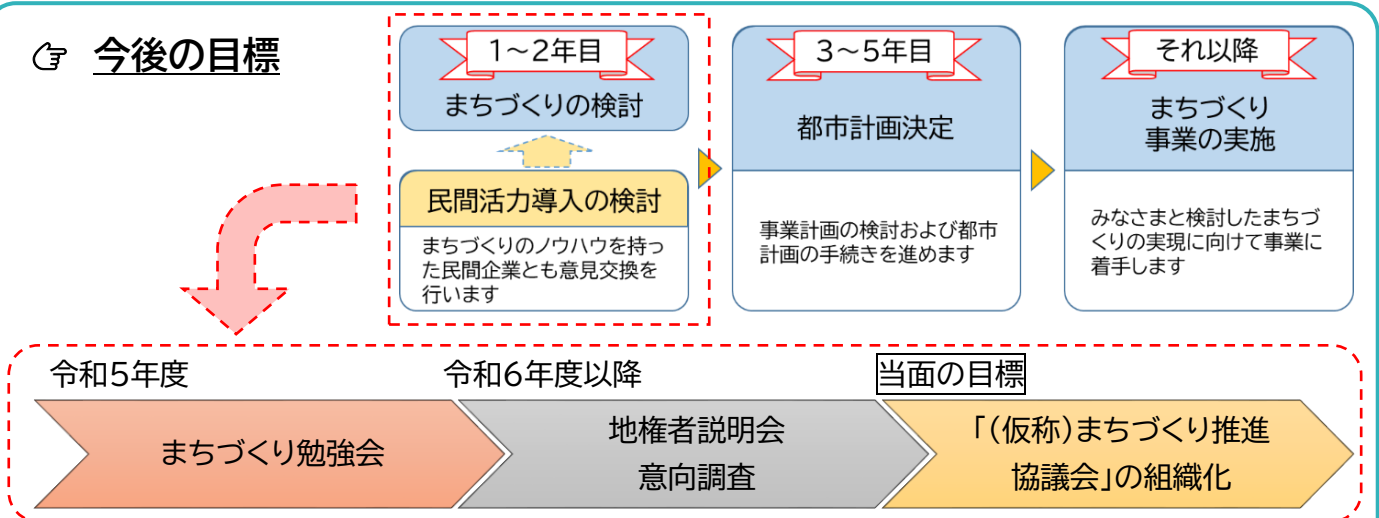 ☞ 今後の目標
1～2年目
まちづくりの検討
民間活力導入の検討
まちづくりのノウハウを持っ
た民間企業とも意見交換を
行います
3～5年目
都市計画決定
事業計画の検討および都市
計画の手続きを進めます
それ以降
まちづくり
事業の実施
みなさまと検討したまちづ
くりの実現に向けて事業に
着手します
令和5年度
まちづくり勉強会
令和6年度以降
地権者説明会
意向調査
当面の目標
「(仮称)まちづくり推進
協議会」の組織化